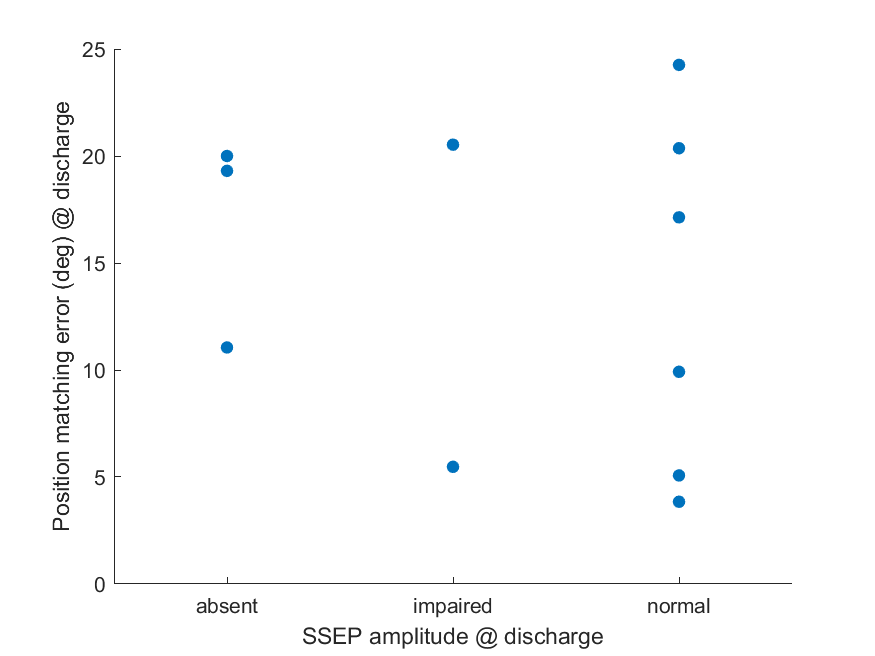 25
20
15
10
5
0
Position matching error (deg) @ discharge
absent impaired normal
SSEP amplitude @ discharge